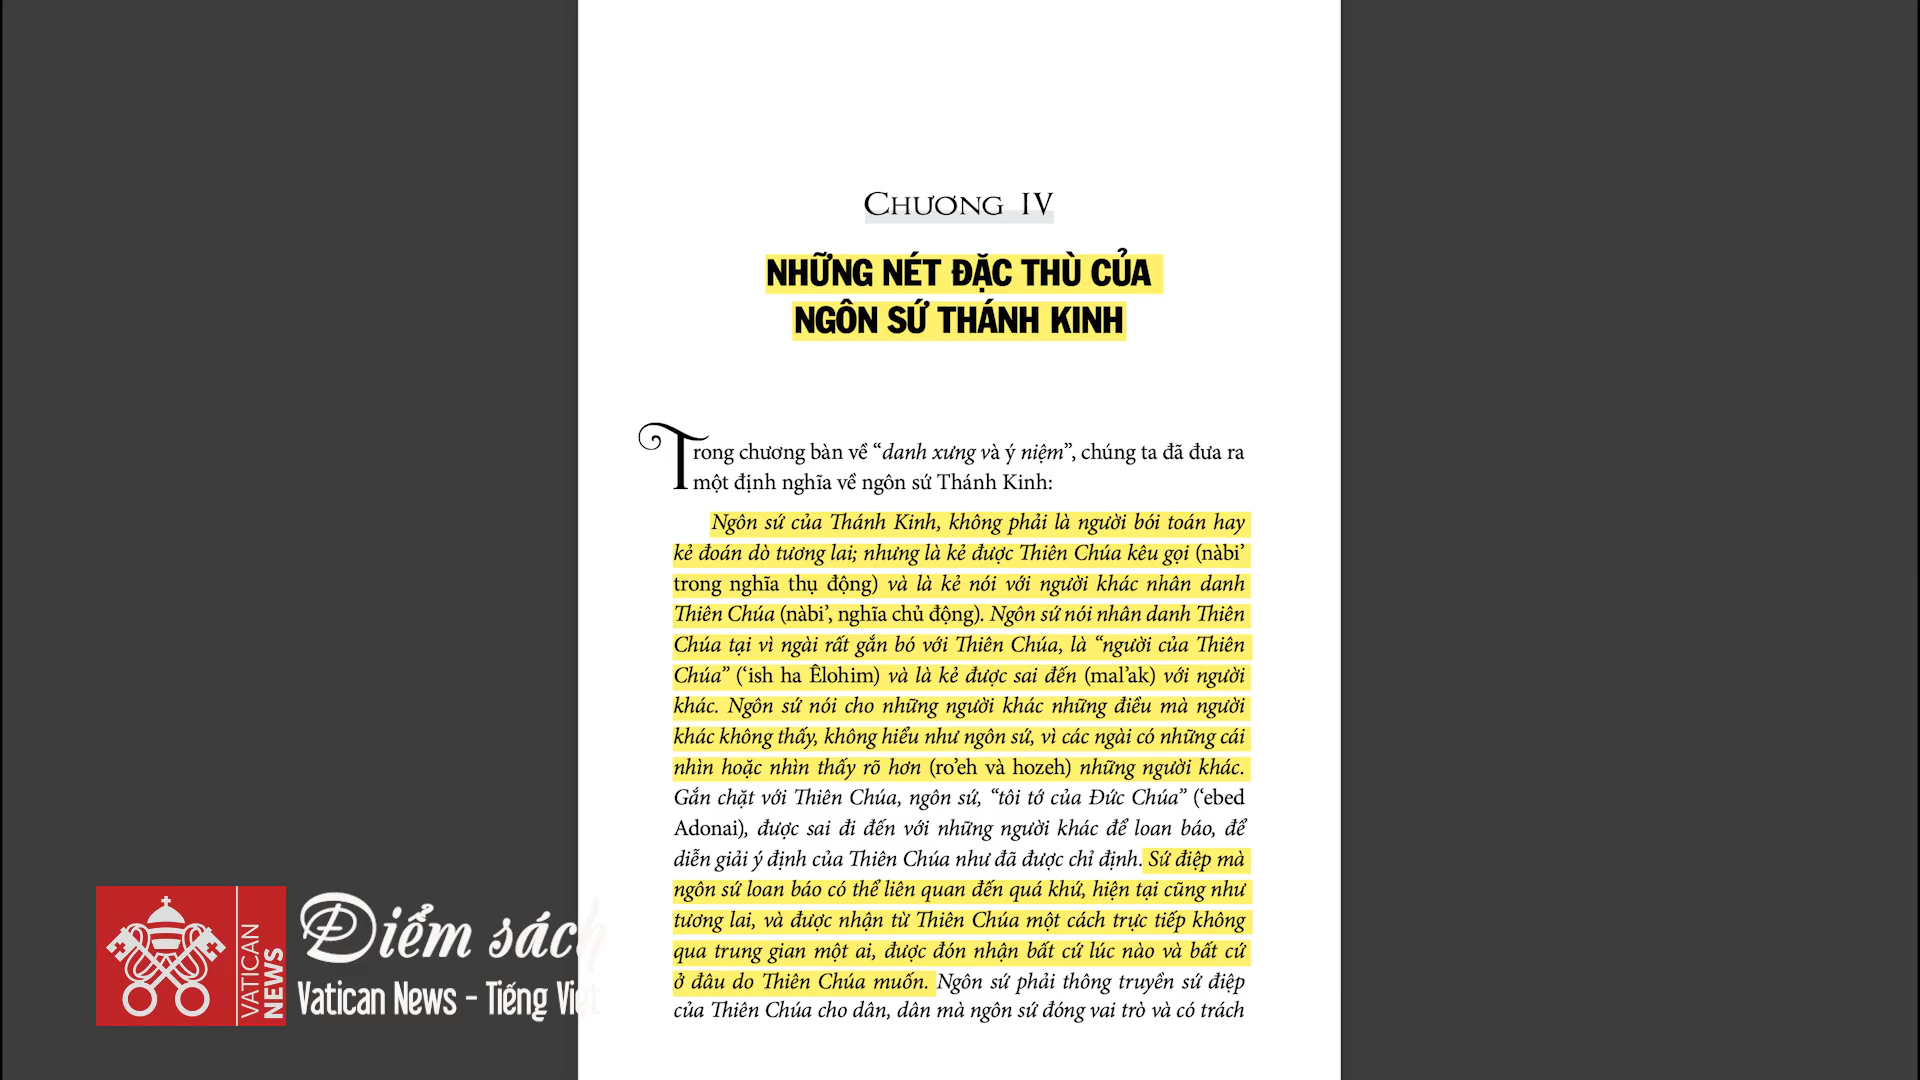 CHƯƠNG IV
NHỮNG NÉT ĐẶC THÙ CỦA
NGÔN SỨ THÁNH KINH
Trong chương bàn về “danh xưng và ý niệm”, chúng ta đã đưa ra
một định nghĩa về ngôn sứ Thánh Kinh:
Ngôn sứ của Thánh Kinh, không phải là người bói toán hay
kẻ đoán dò tương lai; nhưng là kẻ được Thiên Chúa kêu gọi (nàbi’
trong nghĩa thụ động) và là kẻ nói với người khác nhân danh
Thiên Chúa (nàbi’, nghĩa chủ động). Ngôn sứ nói nhân danh Thiên
Chúa tại vì ngài rất gắn bó với Thiên Chúa, là “người của Thiên
Chúa” (‘ish ha Êlohim) và là kẻ được sai đến (mal’ak) với người
khác. Ngôn sứ nói cho những người khác những điều mà người
khác không thấy, không hiểu như ngôn sứ, vì các ngài có những cái
nhìn hoặc nhìn thấy rõ hơn (ro’eh và hozeh) những người khác.
Gắn chặt với Thiên Chúa, ngôn sứ, “tôi tớ của Đức Chúa” (‘ebed
Adonai), được sai đi đến với những người khác để loan báo, để
diễn giải ý định của Thiên Chúa như đã được chỉ định. Sứ điệp mà
ngôn sứ loan báo có thể liên quan đến quá khứ, hiện tại cũng như
tương lai, và được nhận từ Thiên Chúa một cách trực tiếp không
qua trung gian một ai, được đón nhận bất cứ lúc nào và bất cứ
ở đâu do Thiên Chúa muốn. Ngôn sứ phải thông truyền sứ điệp
của Thiên Chúa cho dân, dân mà ngôn sứ đóng vai trò và có trách
VATICAN
NEWS
Điểm sách
Vatican News - Tiếng Việt